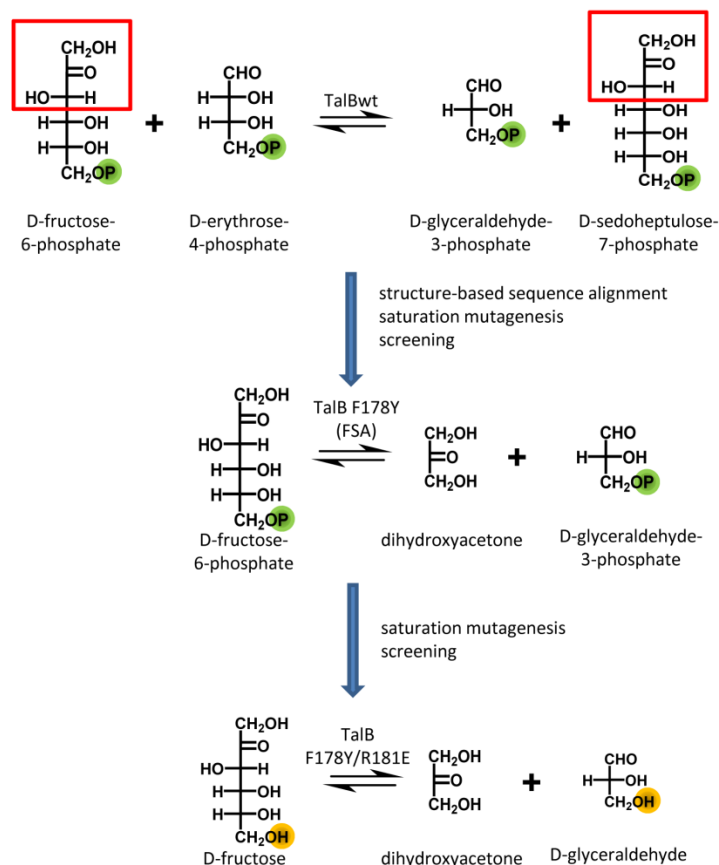 CH2OH
O
HO H
H OH
H OH
CH2OP
D-fructose-
6-phosphate
+
CHO
H OH
H OH
CH2OP
D-erythrose-
4-phosphate
TalBwt
CHO
H OH
CH2OP
D-glyceraldehyde-
3-phosphate
+
CH2OH
O
HO H
H OH
H OH
H OH
CH2OP
D-sedoheptulose-
7-phosphate
structure-based sequence alignment
saturation mutagenesis
screening
CH2OH
O
HO H
H OH
H OH
CH2OP
D-fructose-
6-phosphate
TalB F178Y
(FSA)
CH2OH
O
CH2OH
dihydroxyacetone
+
CHO
H OH
CH2OP
D-glyceraldehyde-
3-phosphate
saturation mutagenesis
screening
CH2OH
O
HO H
H OH
H OH
CH2OH
D-fructose
TalB
F178Y/R181E
CH2OH
O
CH2OH
dihydroxyacetone
+
CHO
H OH
CH2OH
D-glyceraldehyde